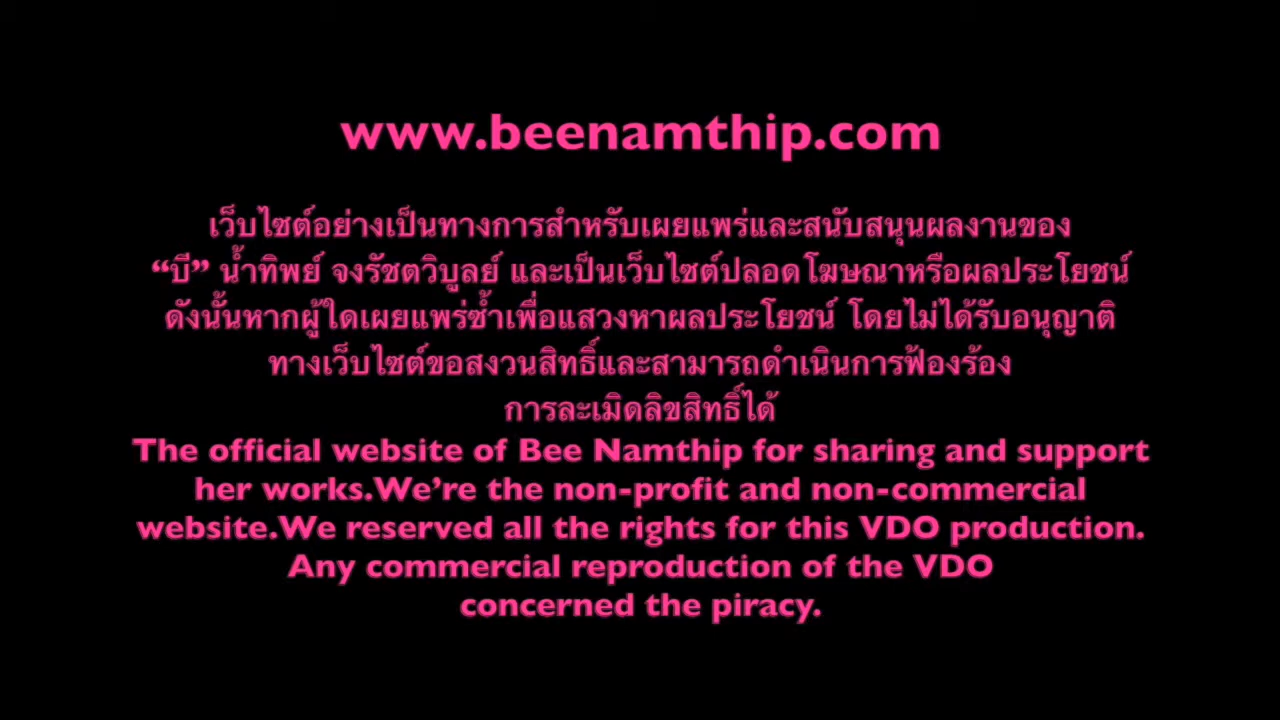 www.beenamthip.com
เว็บไซต์อย่างเป็นทางการสำหรับเผยแพร่และสนับสนุนผลงานของ
“บี” น้ำทิพย์ จงรัชตวิบูลย์ และเป็นเว็บไซต์ปลอดโฆษณาหรือผลประโยชน์
ดังนั้นหากผู้ใดเผยแพร่ซ้ำเพื่อแสวงหาผลประโยชน์ โดยไม่ได้รับอนุญาติ
ทางเว็บไซต์ขอสงวนสิทธิ์และสามารถดำเนินการฟ้องร้อง
การละเมิดลิขสิทธิ์ได้
The official website of Bee Namthip for sharing and support
her works.We’re the non-profit and non-commercial
website.We reserved all the rights for this VDO production.
Any commercial reproduction of the VDO
concerned the piracy.